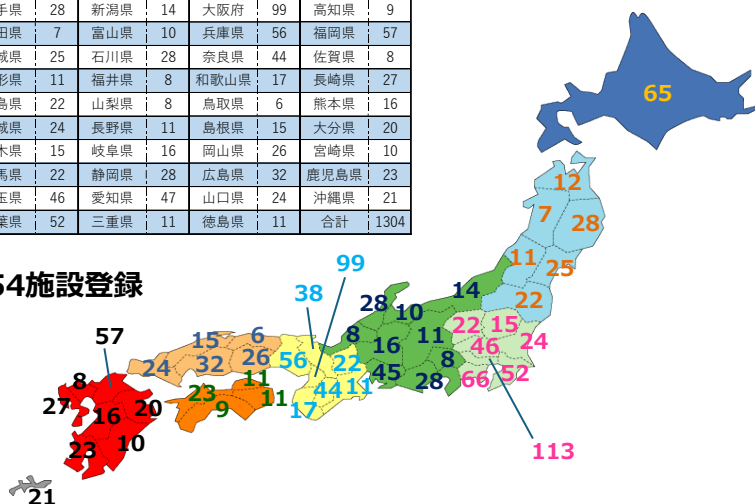 手県 28 新潟県 14 大阪府 99 高知県 9
田県 7 富山県 10 兵庫県 56 福岡県 57
城県 25 石川県 28 奈良県 44 佐賀県 8
形県 11 福井県 8 和歌山県 17 長崎県 27
島県 22 山梨県 8 鳥取県 6 熊本県 16
城県 24 長野県 11 島根県 15 大分県 20
木県 15 岐阜県 16 岡山県 26 宮崎県 10
馬県 22 静岡県 28 広島県 32 鹿児島県 23
玉県 46 愛知県 47 山口県 24 沖縄県 21
葉県 52 三重県 11 徳島県 11 合計 1304
65
12
7 28
11 25
22
54施設登録
99
38
14
28 10
22 15
57
15 6
8 11 46 24
16
24 32 26 56 22
8
45 28 66 52
8
11
23 44 11
27 20 9 11 17
16
23 10
113
21